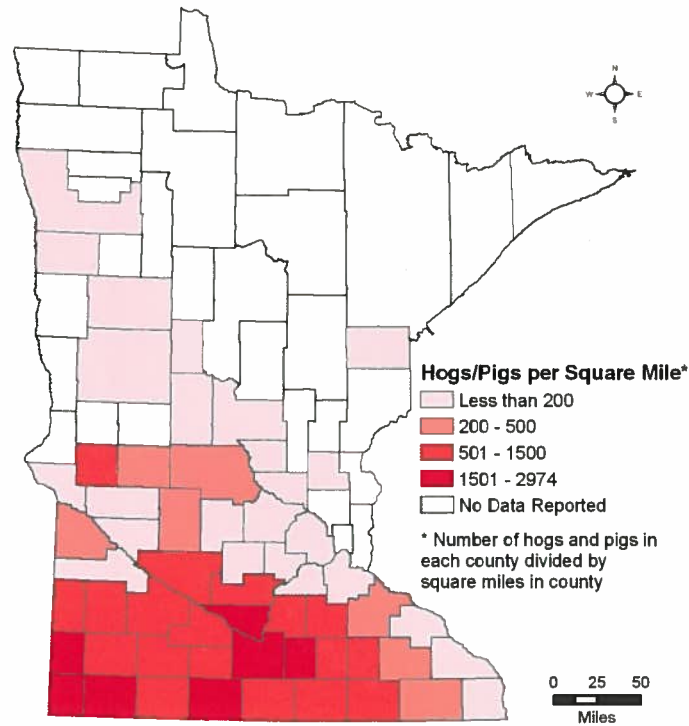 N
W E
S
Hogs/Pigs per Square Mile*
Less than 200
200 - 500
501 - 1500
1501 - 2974
No Data Reported
* Number of hogs and pigs in
each county divided by
square miles in county
0 25 50
Miles